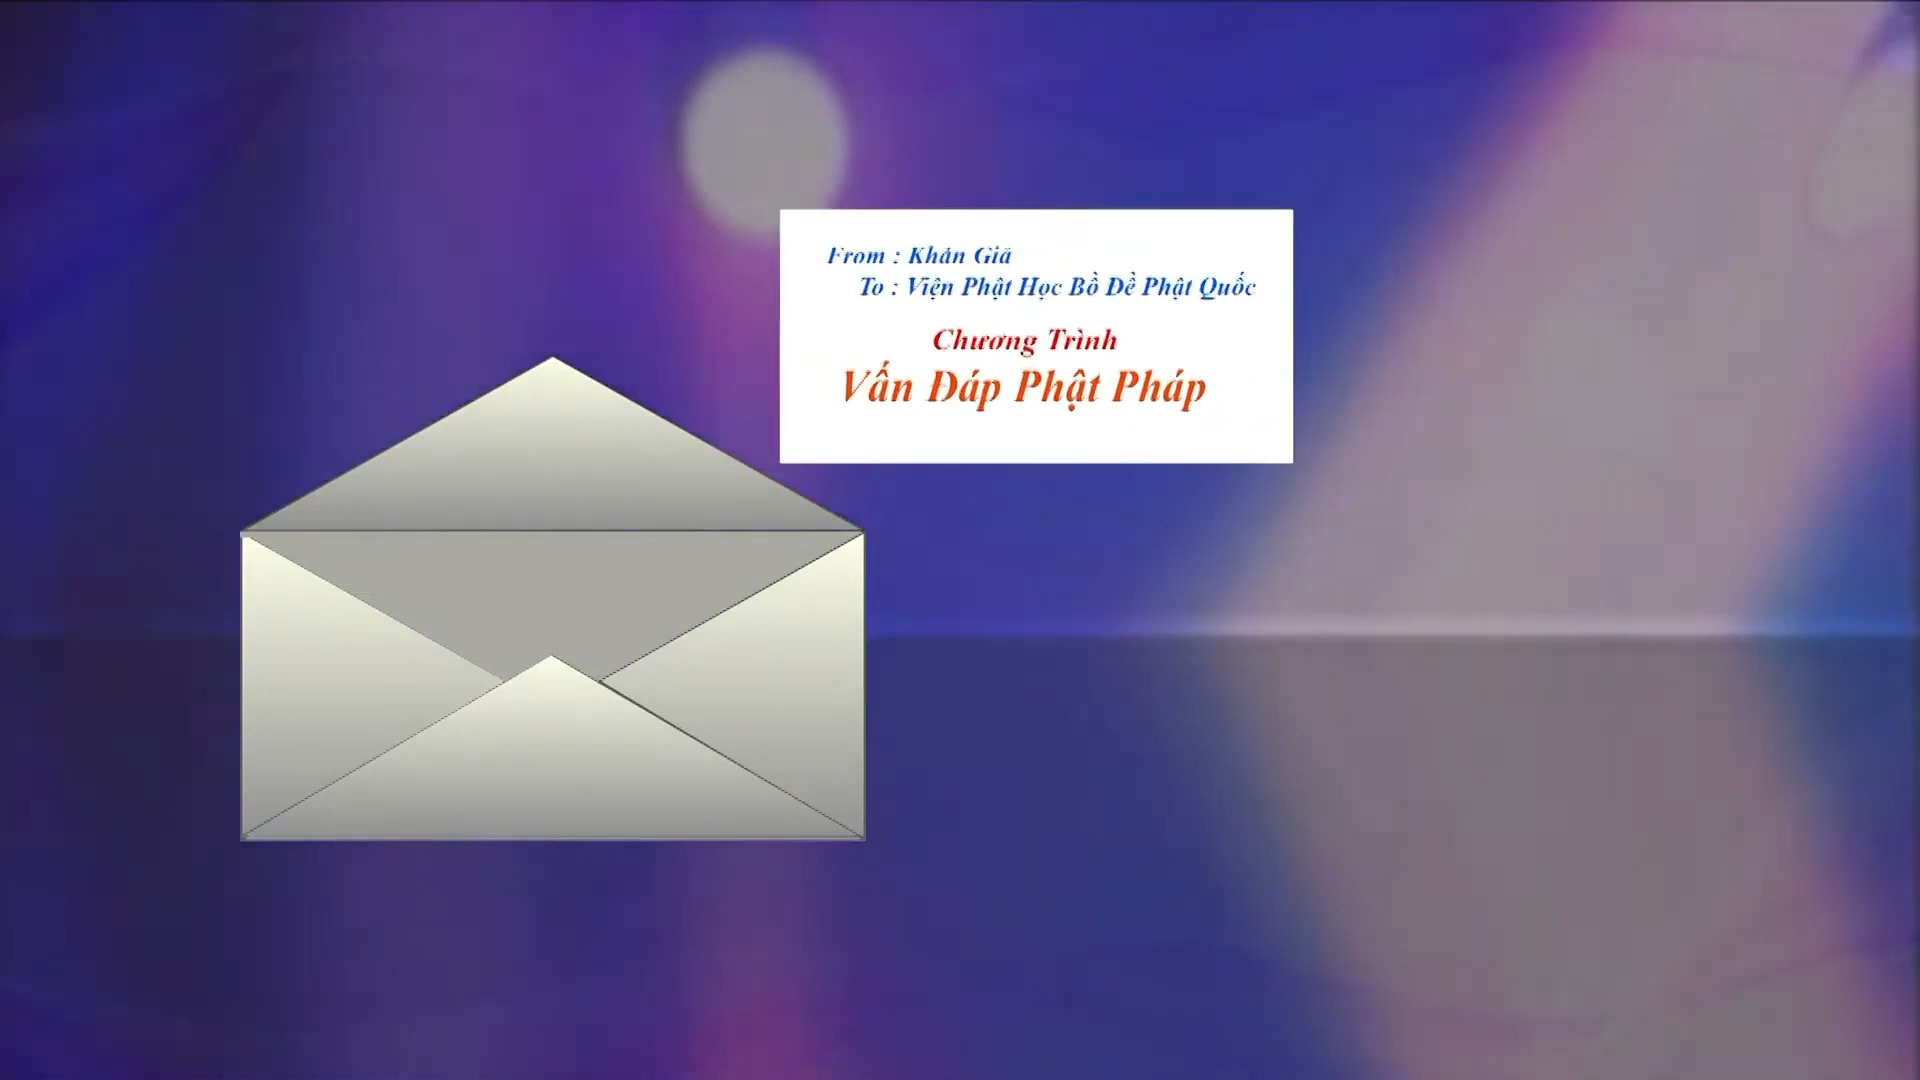 From : Khán Giả
To : Viện Phật Học Bồ Đề Phật Quốc
Chương Trình
Vấn Đáp Phật Pháp